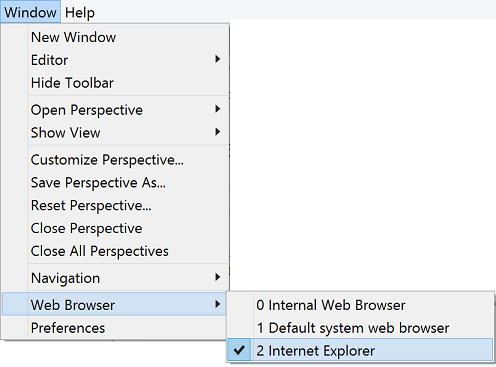 Window Help
New Window
Editor
Hide Toolbar
Open Perspective
Show View
Customize Perspective...
Save Perspective As...
Reset Perspective...
Close Perspective
Close All Perspectives
Navigation
Web Browser
Preferences
0 Internal Web Browser
1 Default system web browser
2 Internet Explorer